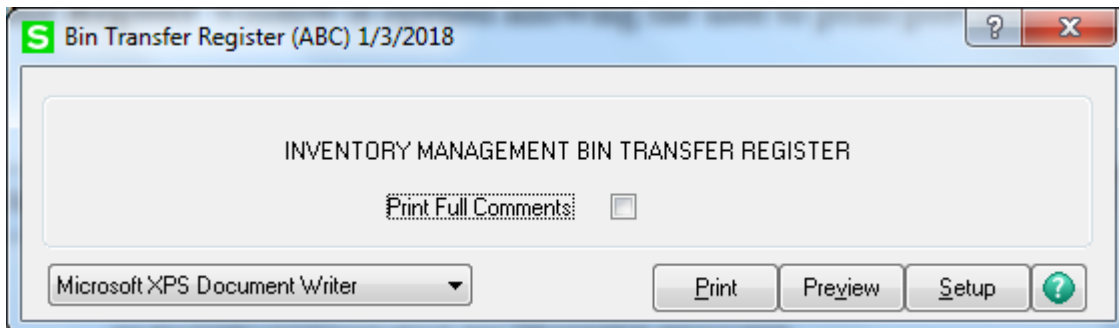 S Bin Transfer Register (ABC) 1/3/2018 ?
INVENTORY MANAGEMENT BIN TRANSFER REGISTER
Print Full Comments
Microsoft XPS Document Writer Print Preview Setup ?